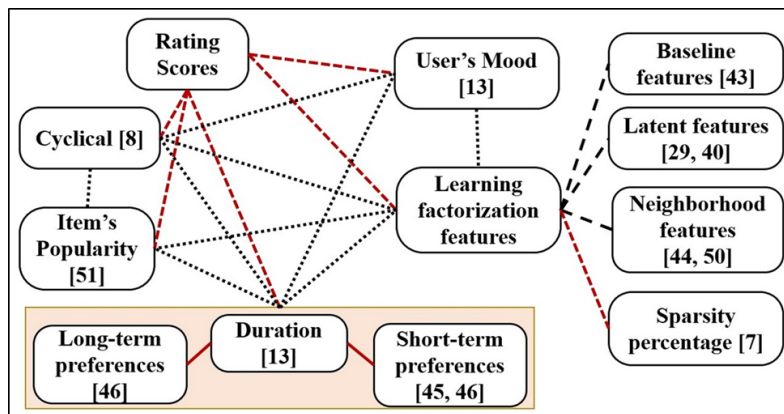 Rating
Scores
User's Mood
[13]
Baseline
features [43]
Cyclical [8]
Latent features
[29, 40]
Item's
Popularity
[51]
Learning
factorization
features
Neighborhood
features
[44, 50]
Sparsity
percentage [7]
Long-term
preferences
[46]
Duration
[13]
Short-term
preferences
[45, 46]